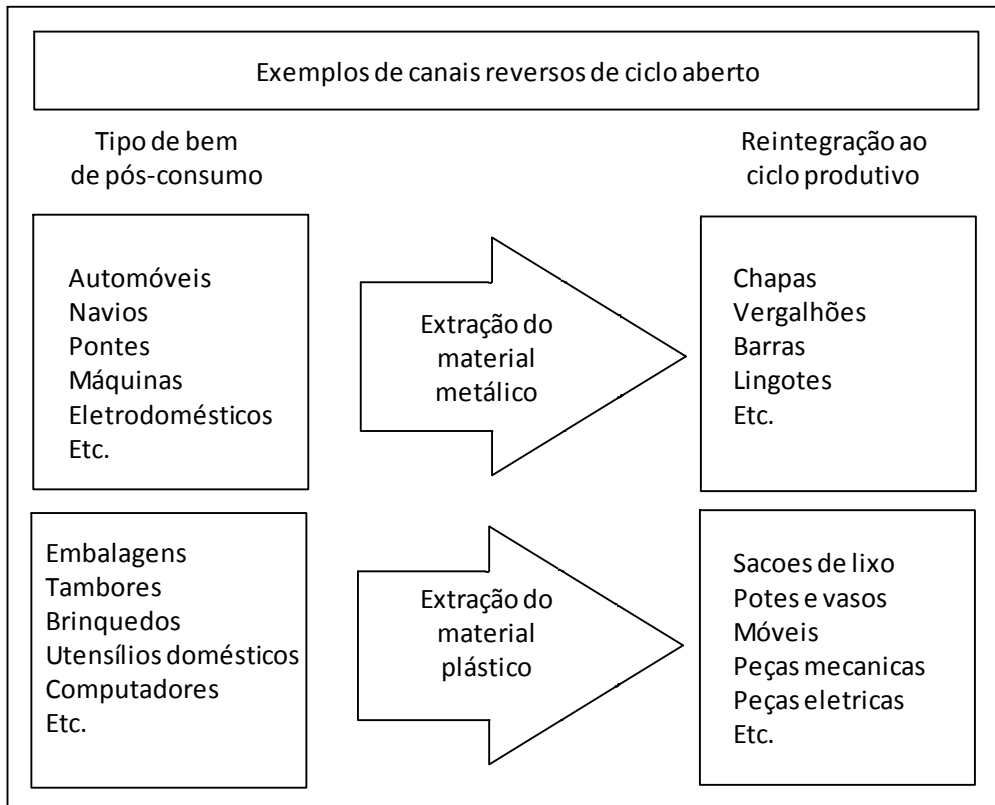 Exemplos de canais reversos de ciclo aberto
Tipo de bem
de pós-consumo
Reintegração ao
ciclo produtivo
Automóveis
Navios
Pontes
Máquinas
Eletrodomésticos
Etc.
Extração do
material
metálico
Chapas
Vergalhões
Barras
Lingotes
Etc.
Embalagens
Tambores
Brinquedos
Utensílios domésticos
Computadores
Etc.
Extração do
material
plástico
Sacoes de lixo
Potes e vasos
Móveis
Peças mecanicas
Peças eletricas
Etc.